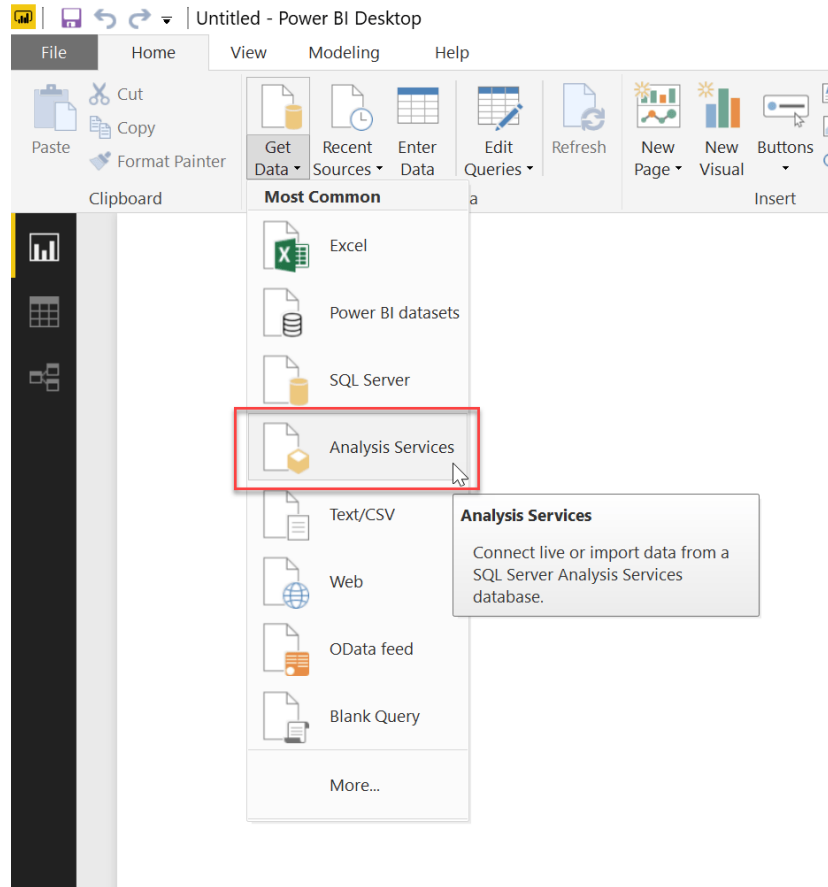 Untitled - Power BI Desktop
File Home View Modeling Help
Cut
Copy
Format Painter
Paste
Get Data
Recent Sources
Enter Data
Edit Queries
Refresh
New Page
New Visual
Buttons
Clipboard
a
Insert
Most Common
Excel
Power BI datasets
SQL Server
Analysis Services
Text/CSV
Analysis Services
Connect live or import data from a
SQL Server Analysis Services
database.
Web
OData feed
Blank Query
More...